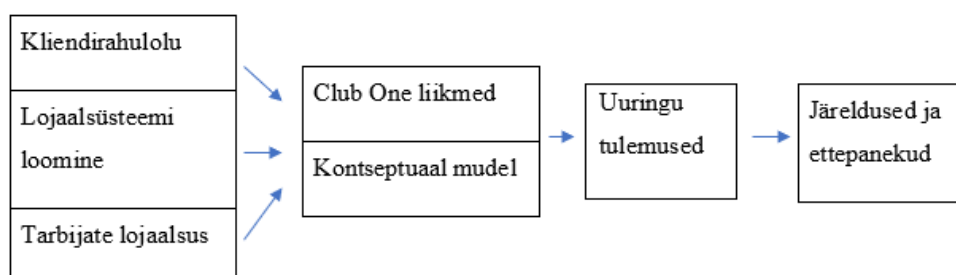 Kliendirahulolu
Lojaalsüsteemi
loomine
Tarbijate lojaalsus
Club One liikmed
Kontseptuaal mudel
Uuringu
tulemused
Järeldused ja
ettepanekud